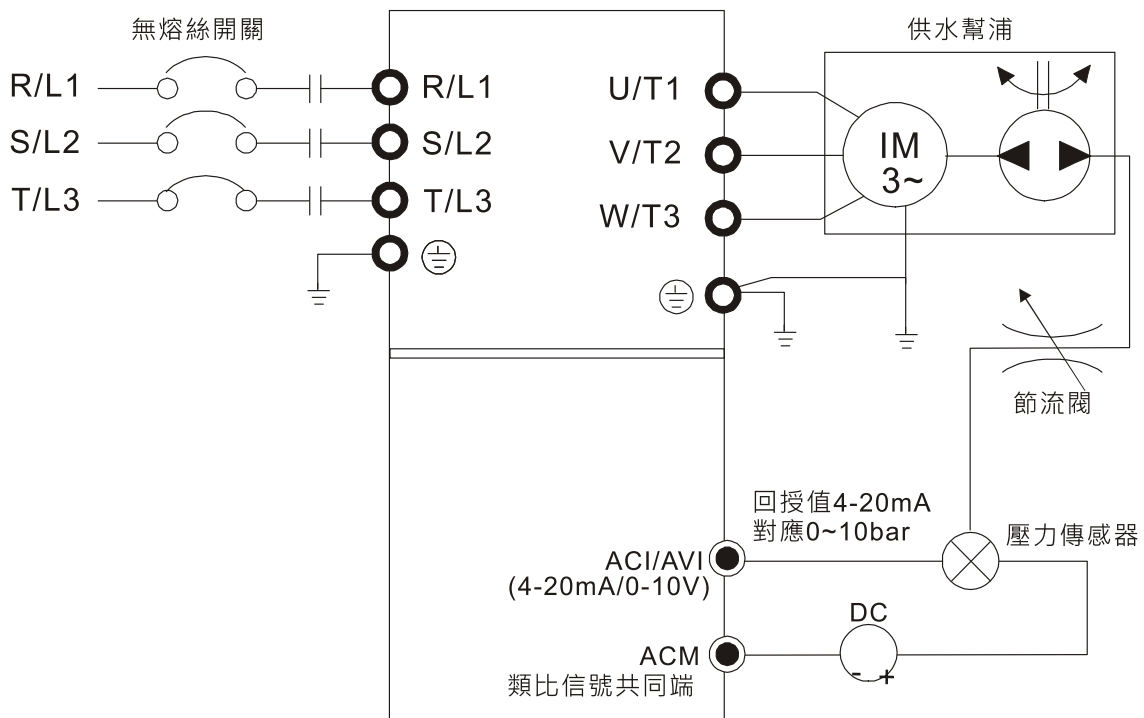 無熔絲開關
供水幫浦
R/L1
R/L1
U/T1
S/L2
S/L2
V/T2
IM
3~
T/L3
T/L3
W/T3
節流閥
回授值4-20mA
對應0~10bar
壓力傳感器
ACI/AVI
(4-20mA/0-10V)
DC
- +
ACM
類比信號共同端